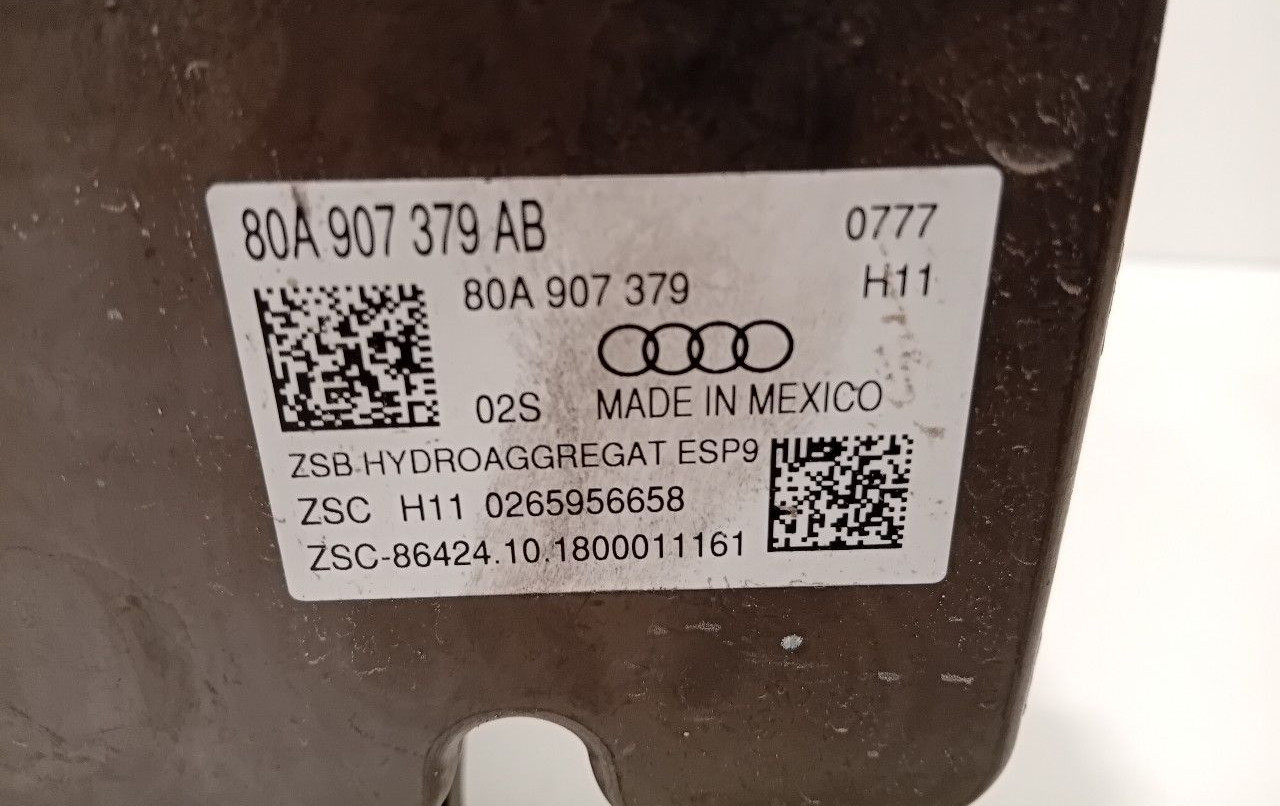 80A 907 379 AB
0777
80A 907 379
H11
02S
MADE IN MEXICO
ZSB HYDROAGGREGAT ESP9
ZSC H11 0265956658
ZSC-86424.10.1800011161